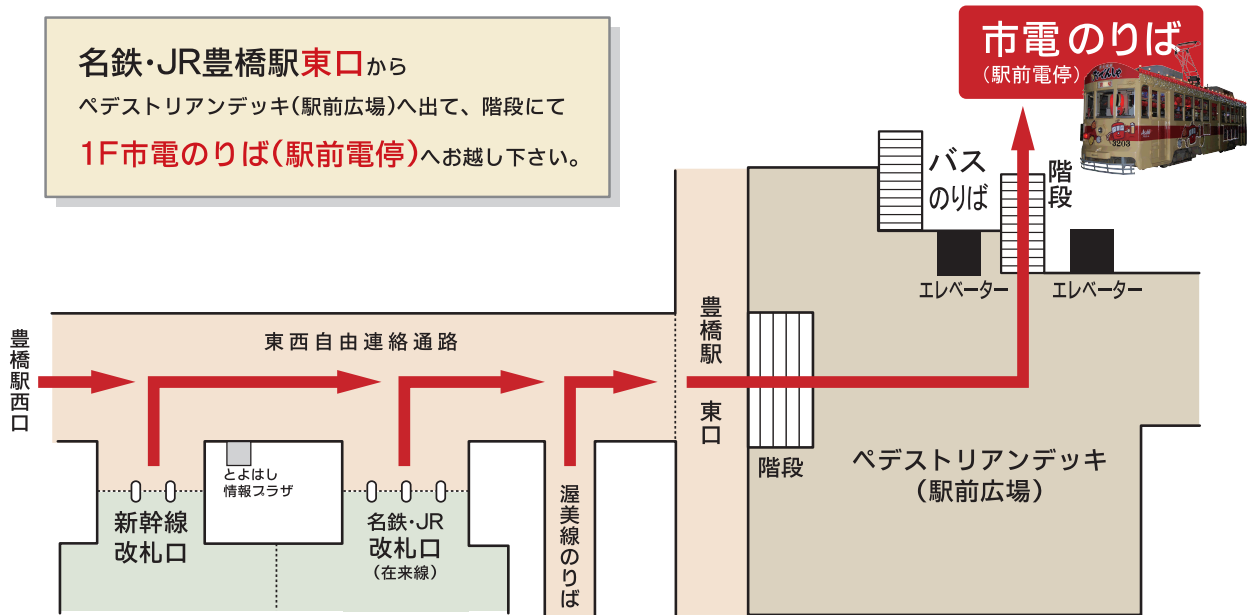 名鉄・JR豊橋駅東口から
ペデストリアンデッキ(駅前広場)へ出て、階段にて
1F市電のりば(駅前電停)へお越し下さい。
市電のりば
(駅前電停)
3203
バス
のりば
階段
エレベーター
エレベーター
豊橋駅西口
東西自由連絡通路
豊橋駅 東口
階段
ペデストリアンデッキ
(駅前広場)
とよはし
情報プラザ
新幹線
改札口
名鉄・JR
改札口
(在来線)
渥美線のりば